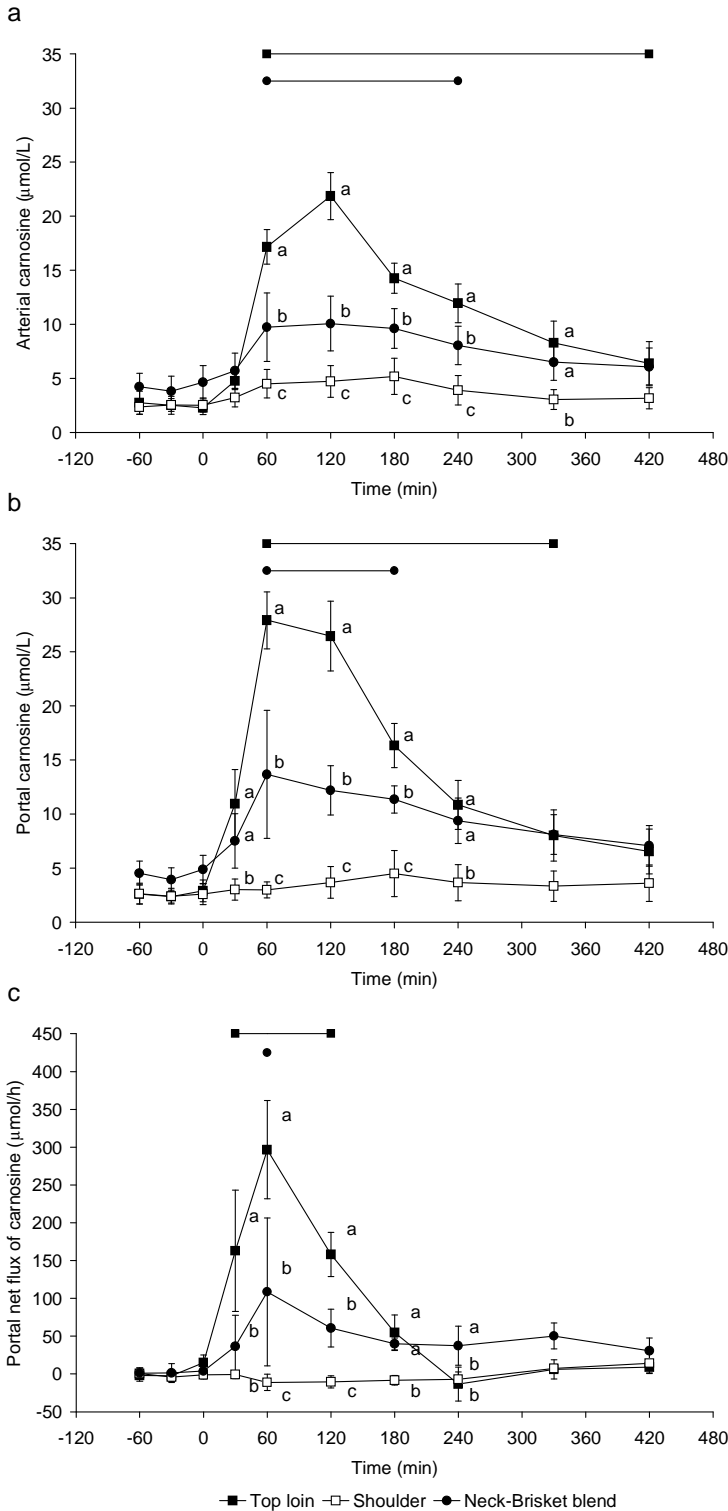 a
35
30
25
20
15
10
5
0
-120 -60 0 60 120 180 240 300 360 420 480
Time (min)
Arterial carnosine (μmol/L)
a
a
a
a
a
b
b
b
b
a
c
c
c
c
b
b
35
30
25
20
15
10
5
0
-120 -60 0 60 120 180 240 300 360 420 480
Time (min)
Portal carnosine (μmol/L)
a
a
a
a
a
a
b
b
b
a
b
c
c
c
b
c
450
400
350
300
250
200
150
100
50
0
-50
-120 -60 0 60 120 180 240 300 360 420 480
Time (min)
Portal net flux of carnosine (μmol/h)
a
a
a
a
a
b
b
b
a
b
b
c
c
b
b
Top loin Shoulder Neck-Brisket blend